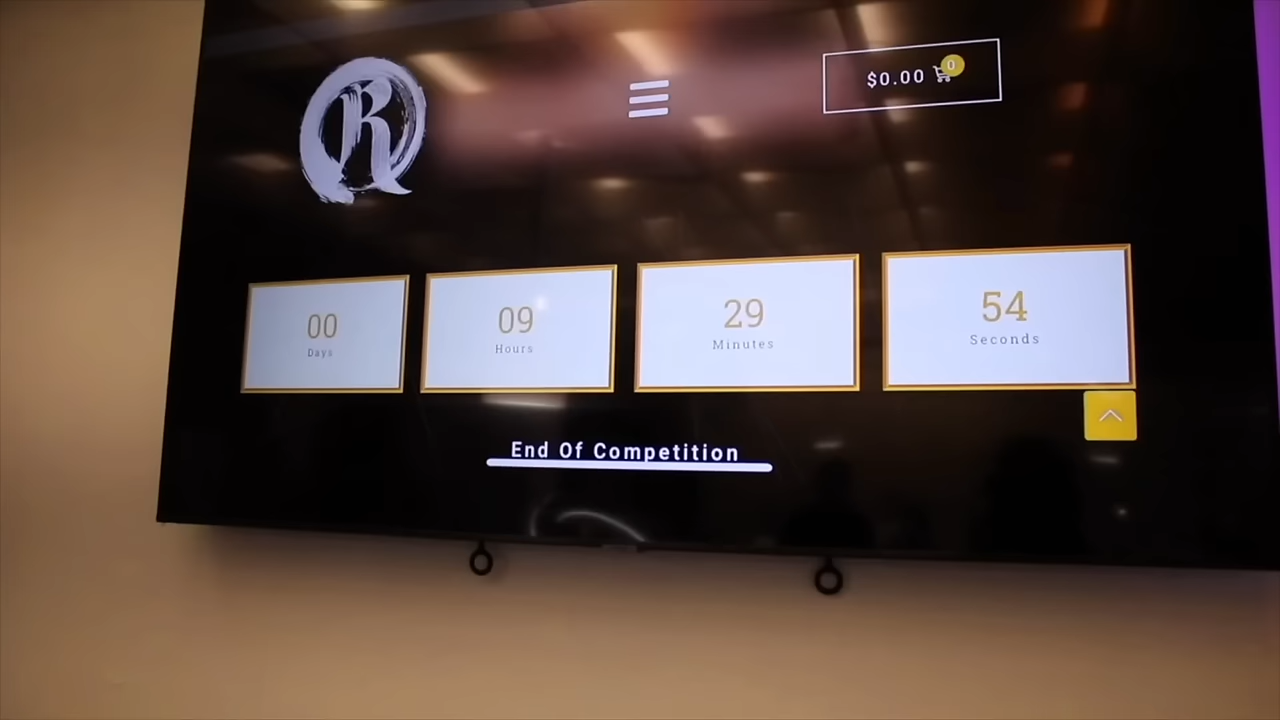 R
$0.00 0
00 09 29 54
Days Hours Minutes Seconds
End Of Competition